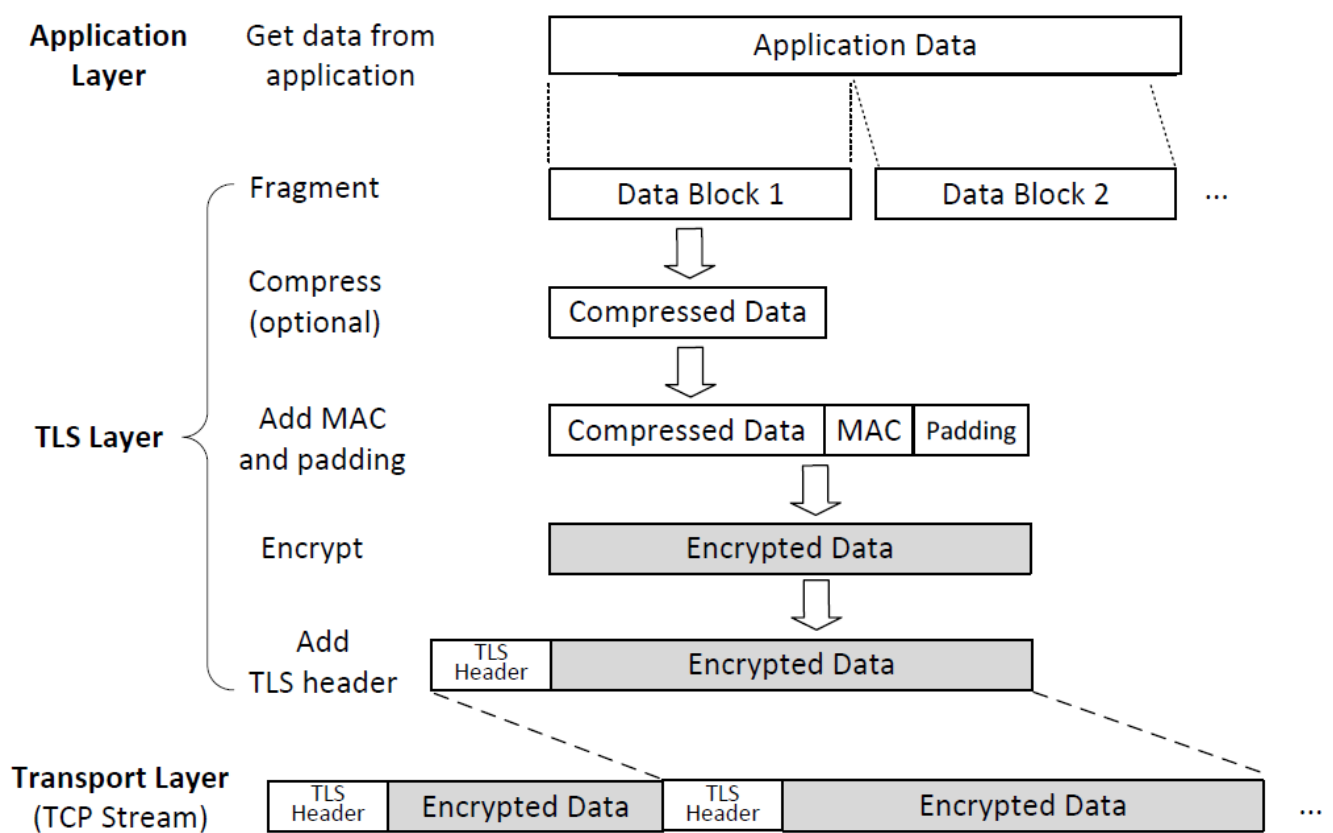 Application
Layer
Get data from
application
Application Data
Fragment
Data Block 1
Data Block 2
...
Compress
(optional)
Compressed Data
TLS Layer
Add MAC
and padding
Compressed Data
MAC
Padding
Encrypt
Encrypted Data
Add
TLS header
TLS
Header
Encrypted Data
Transport Layer
(TCP Stream)
TLS
Header
Encrypted Data
TLS
Header
Encrypted Data
...